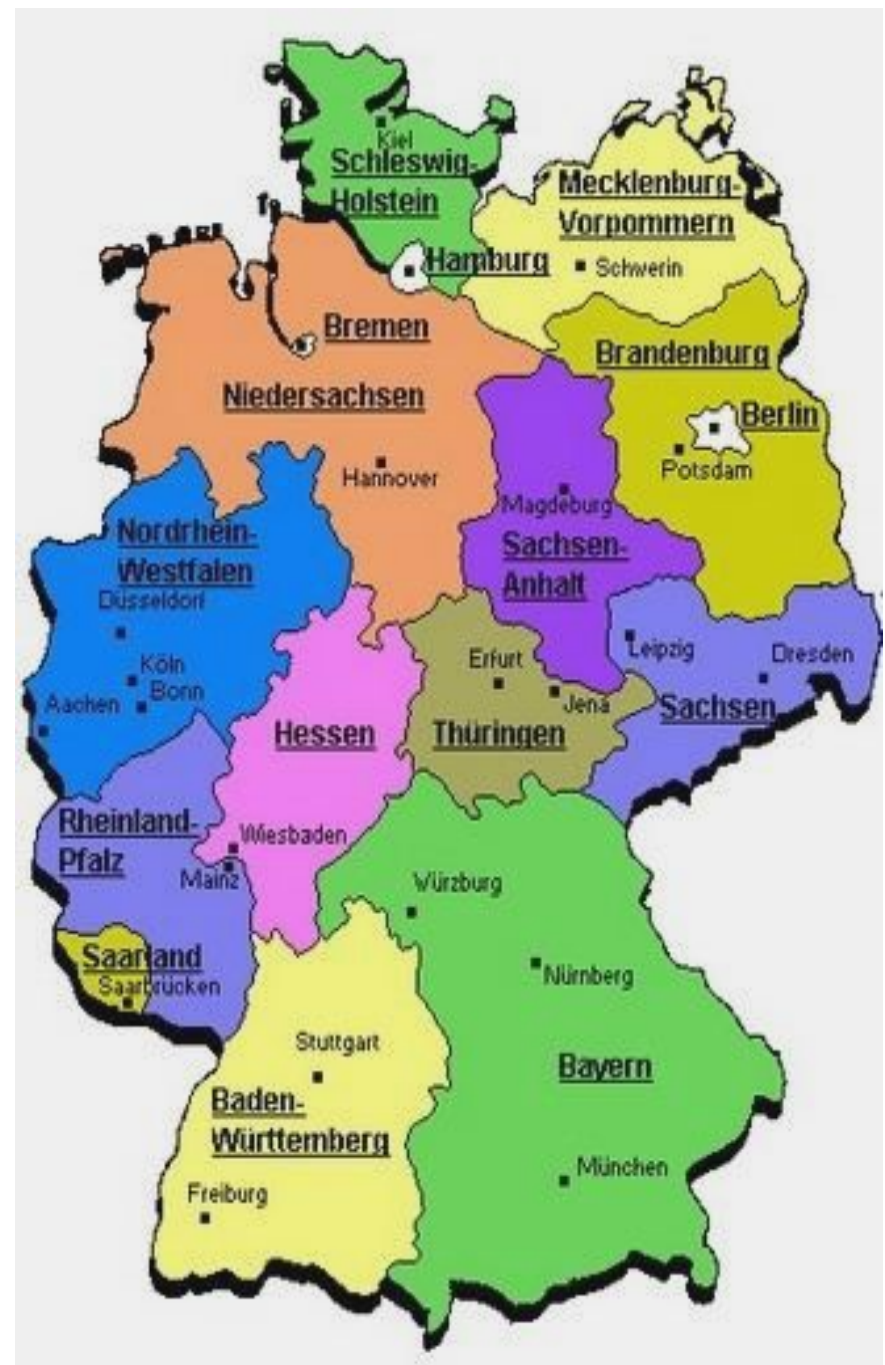 Kiel
Schleswig-
Holstein
Mecklenburg-
Vorpommern
Hamburg
Schwerin
Bremen
Brandenburg
Niedersachsen
Berlin
Potsdam
Hannover
Magdeburg
Nordrhein-
Westfalen
Sachsen-
Anhalt
Düsseldorf
Köln
Bonn
Aachen
Erfurt
Jena
Leipzig
Dresden
Sachsen
Hessen
Thüringen
Rheinland-
Pfalz
Wiesbaden
Mainz
Würzburg
Saarland
Saarbrücken
Nürnberg
Stuttgart
Bayern
Baden-
Württemberg
München
Freiburg